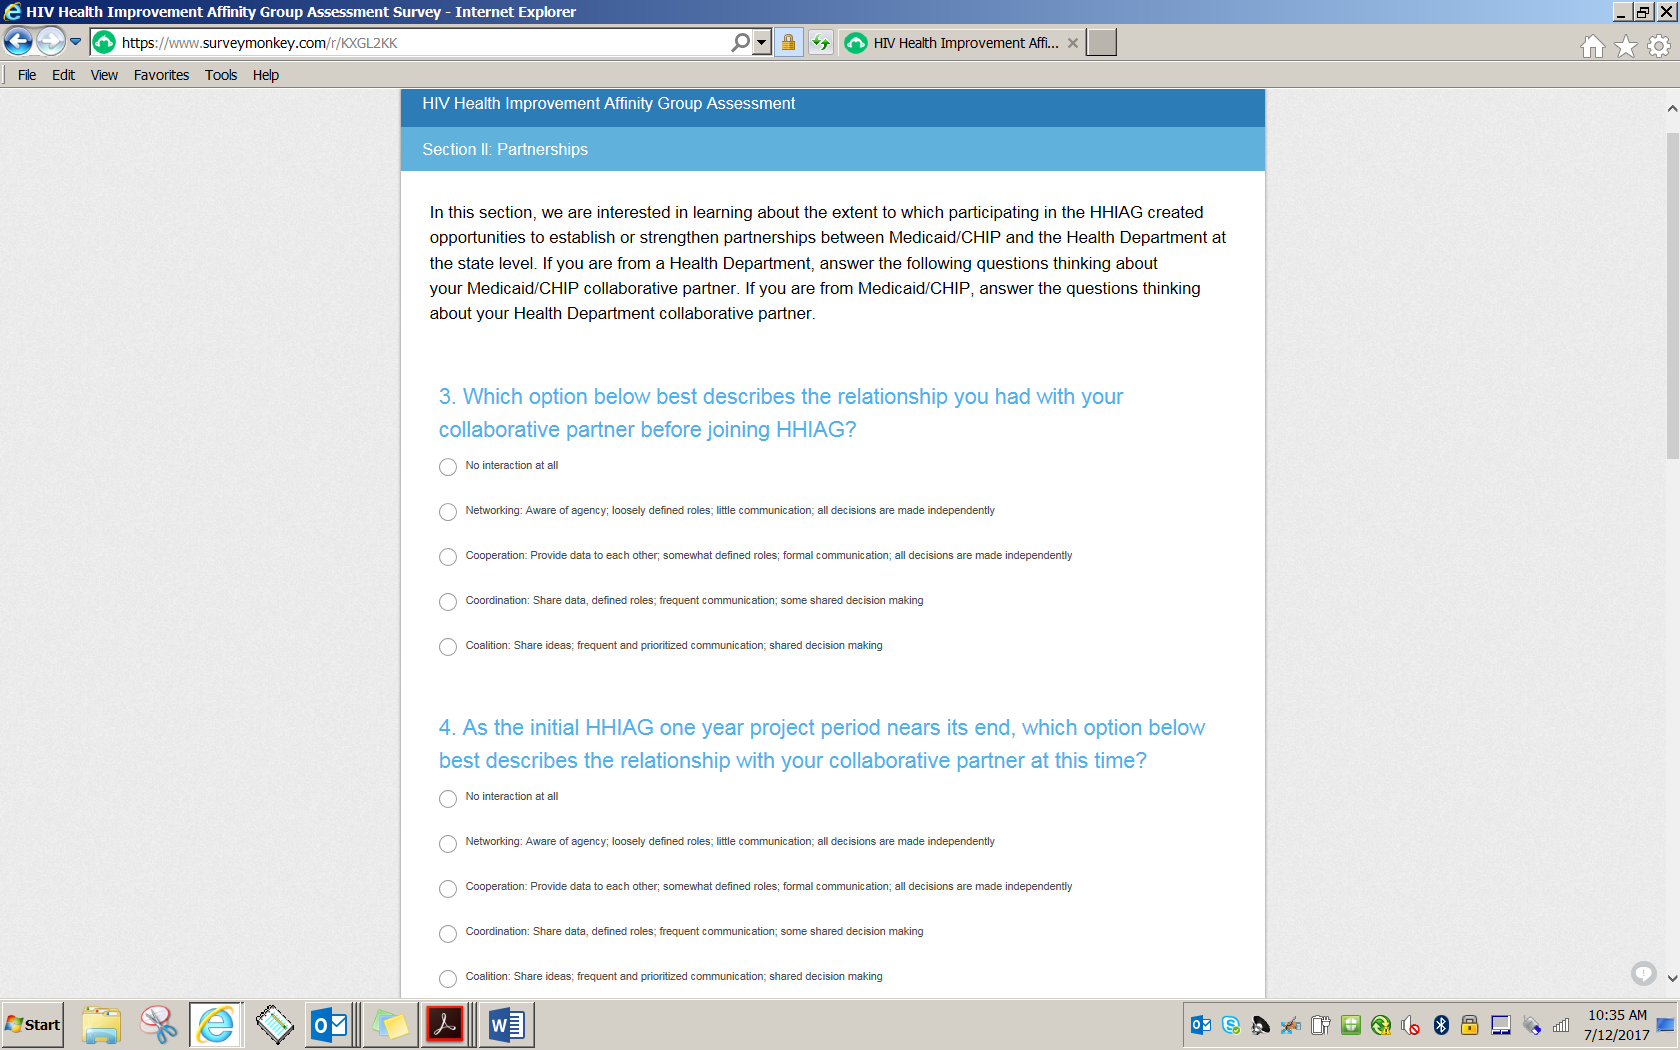 HIV Health Improvement Affinity Group Assessment Survey - Internet Explorer
https://www.surveymonkey.com/r/KXGL2KK
HIV Health Improvement Affi...
File Edit View Favorites Tools Help
HIV Health Improvement Affinity Group Assessment
Section II: Partnerships
In this section, we are interested in learning about the extent to which participating in the HHIAG created
opportunities to establish or strengthen partnerships between Medicaid/CHIP and the Health Department at
the state level. If you are from a Health Department, answer the following questions thinking about
your Medicaid/CHIP collaborative partner. If you are from Medicaid/CHIP, answer the questions thinking
about your Health Department collaborative partner.
3. Which option below best describes the relationship you had with your
collaborative partner before joining HHIAG?
No interaction at all
Networking: Aware of agency; loosely defined roles; little communication; all decisions are made independently
Cooperation: Provide data to each other; somewhat defined roles; formal communication; all decisions are made independently
Coordination: Share data, defined roles; frequent communication; some shared decision making
Coalition: Share ideas; frequent and prioritized communication; shared decision making
4. As the initial HHIAG one year project period nears its end, which option below
best describes the relationship with your collaborative partner at this time?
No interaction at all
Networking: Aware of agency; loosely defined roles; little communication; all decisions are made independently
Cooperation: Provide data to each other; somewhat defined roles; formal communication; all decisions are made independently
Coordination: Share data, defined roles; frequent communication; some shared decision making
Coalition: Share ideas; frequent and prioritized communication; shared decision making
Start
10:35 AM
7/12/2017